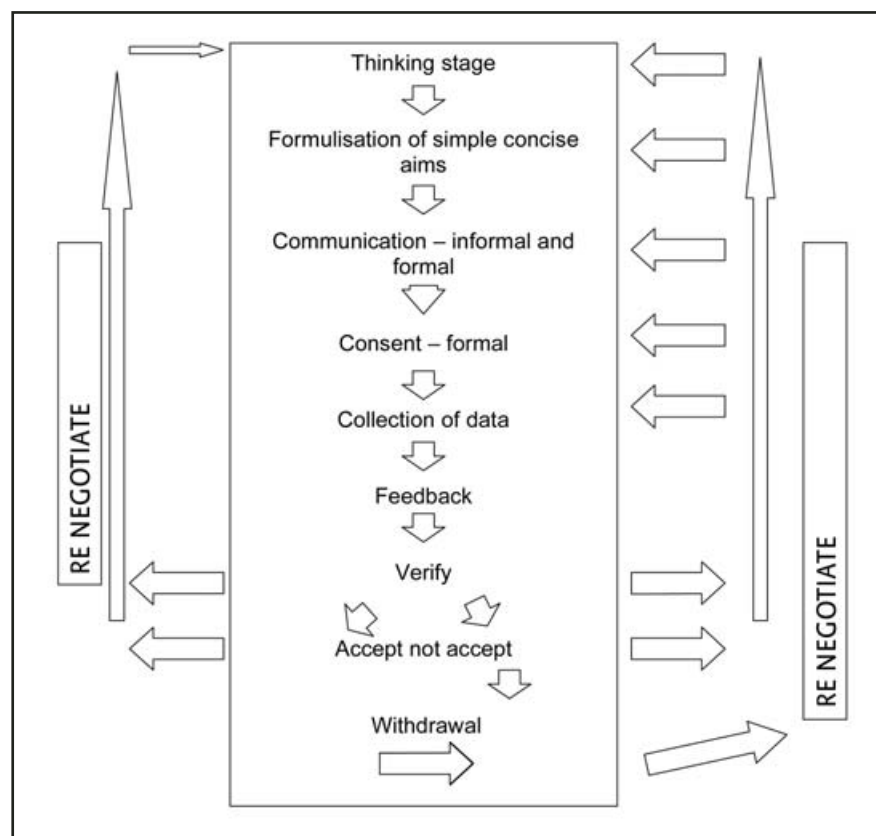 Thinking stage
Formulisation of simple concise
aims
Communication – informal and
formal
Consent – formal
Collection of data
Feedback
Verify
Accept not accept
Withdrawal
RE NEGOTIATE
RE NEGOTIATE